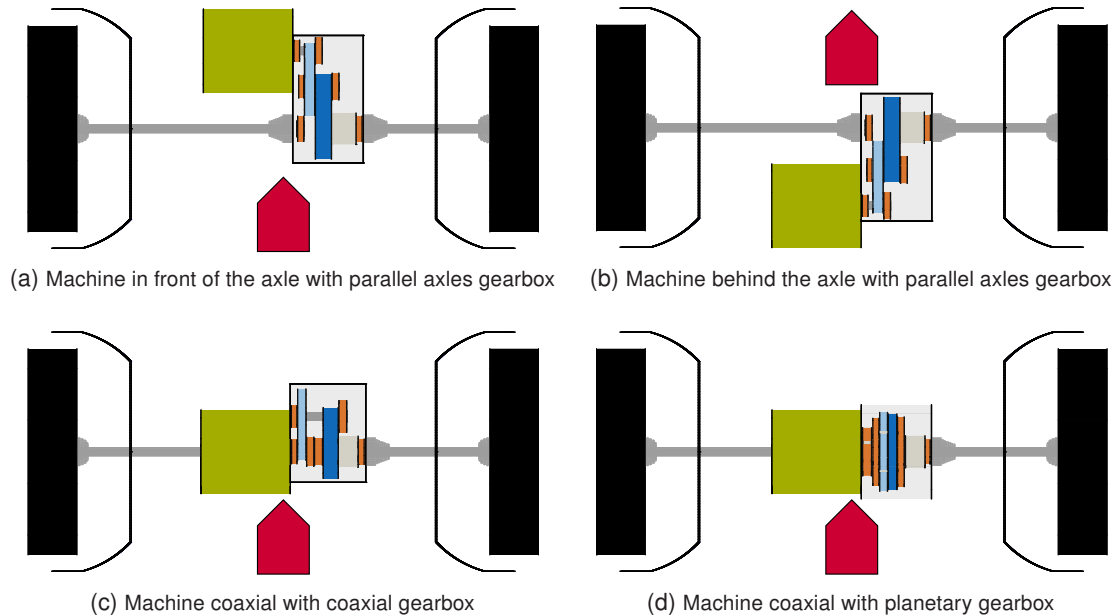 (a) Machine in front of the axle with parallel axles gearbox
(b) Machine behind the axle with parallel axles gearbox
(c) Machine coaxial with coaxial gearbox
(d) Machine coaxial with planetary gearbox